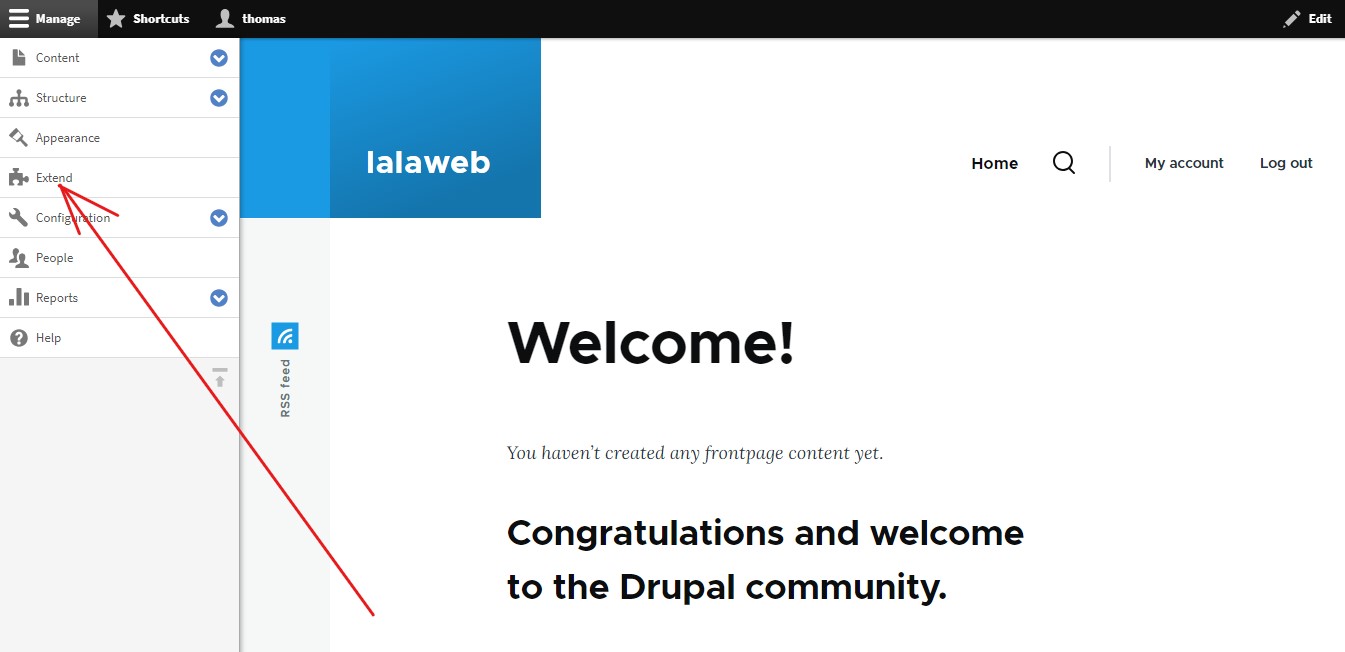 Manage Shortcuts thomas Edit
Content
Structure
Appearance
Extend
Configuration
People
Reports
Help
lalaweb
Home My account Log out
RSS feed
Welcome!
You haven’t created any frontpage content yet.
Congratulations and welcome
to the Drupal community.